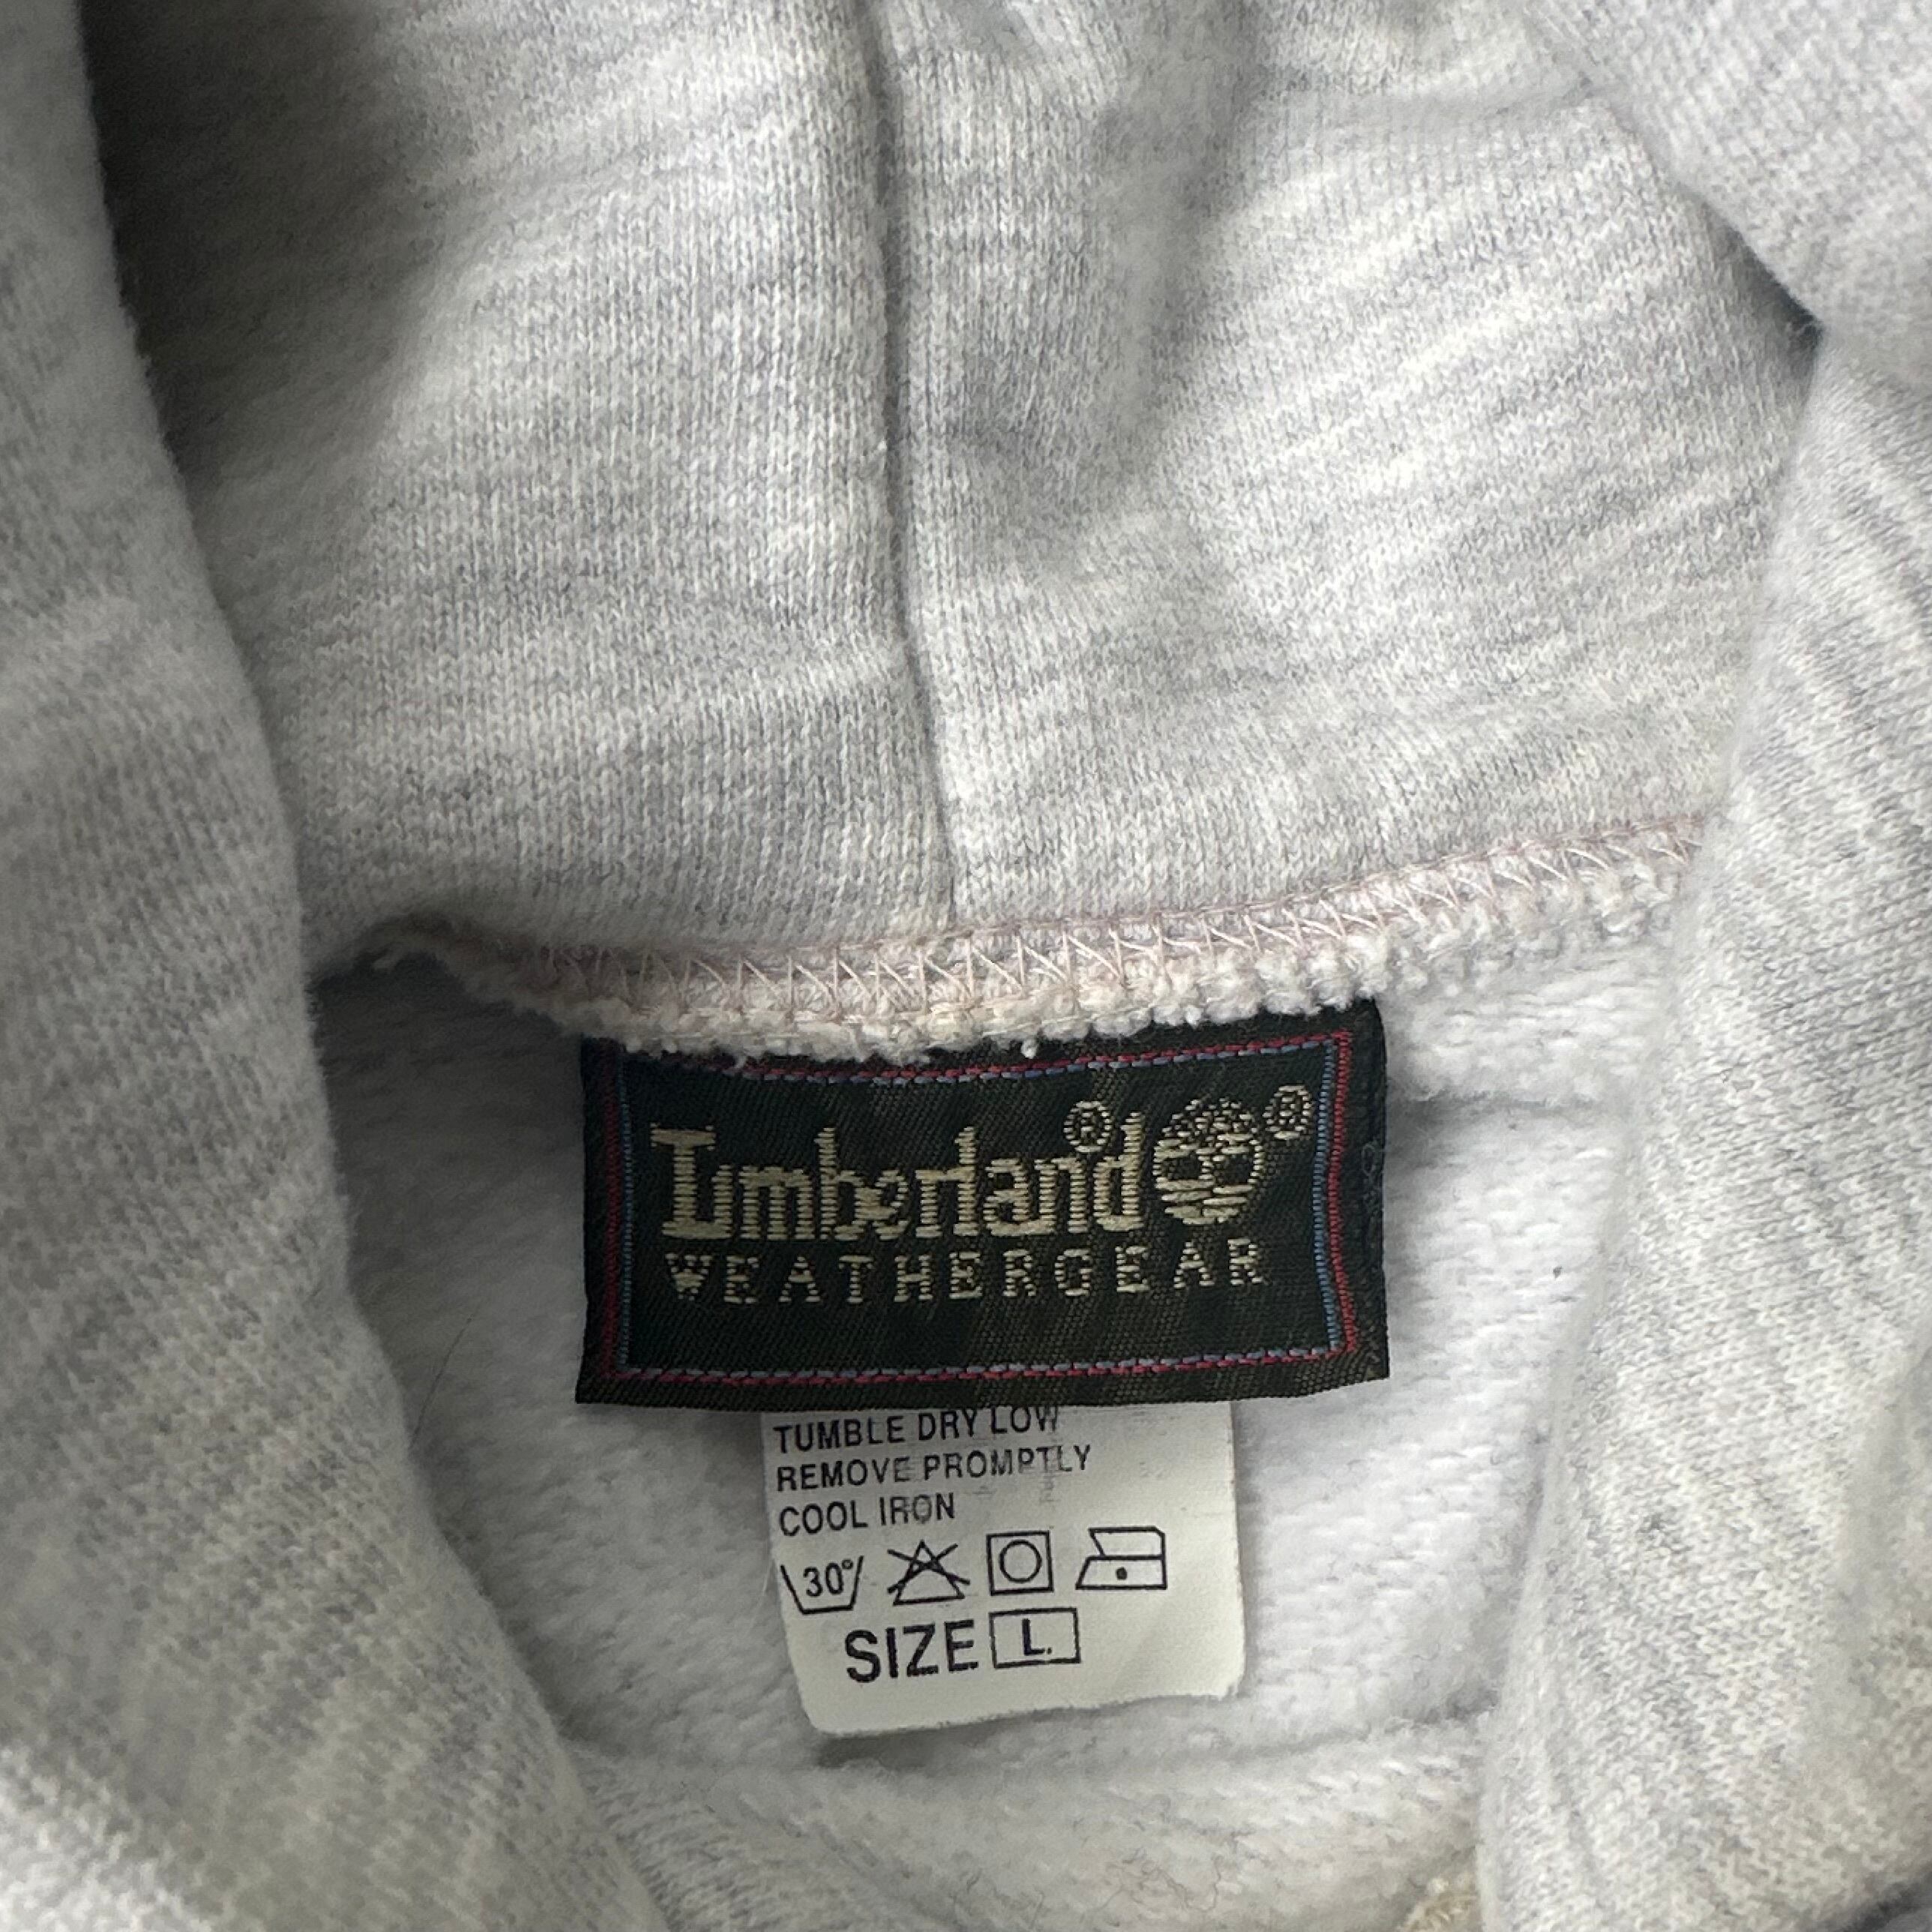 Timberland® ®
WEATHERGEAR
TUMBLE DRY LOW
REMOVE PROMPTLY
COOL IRON
30°
SIZE L.